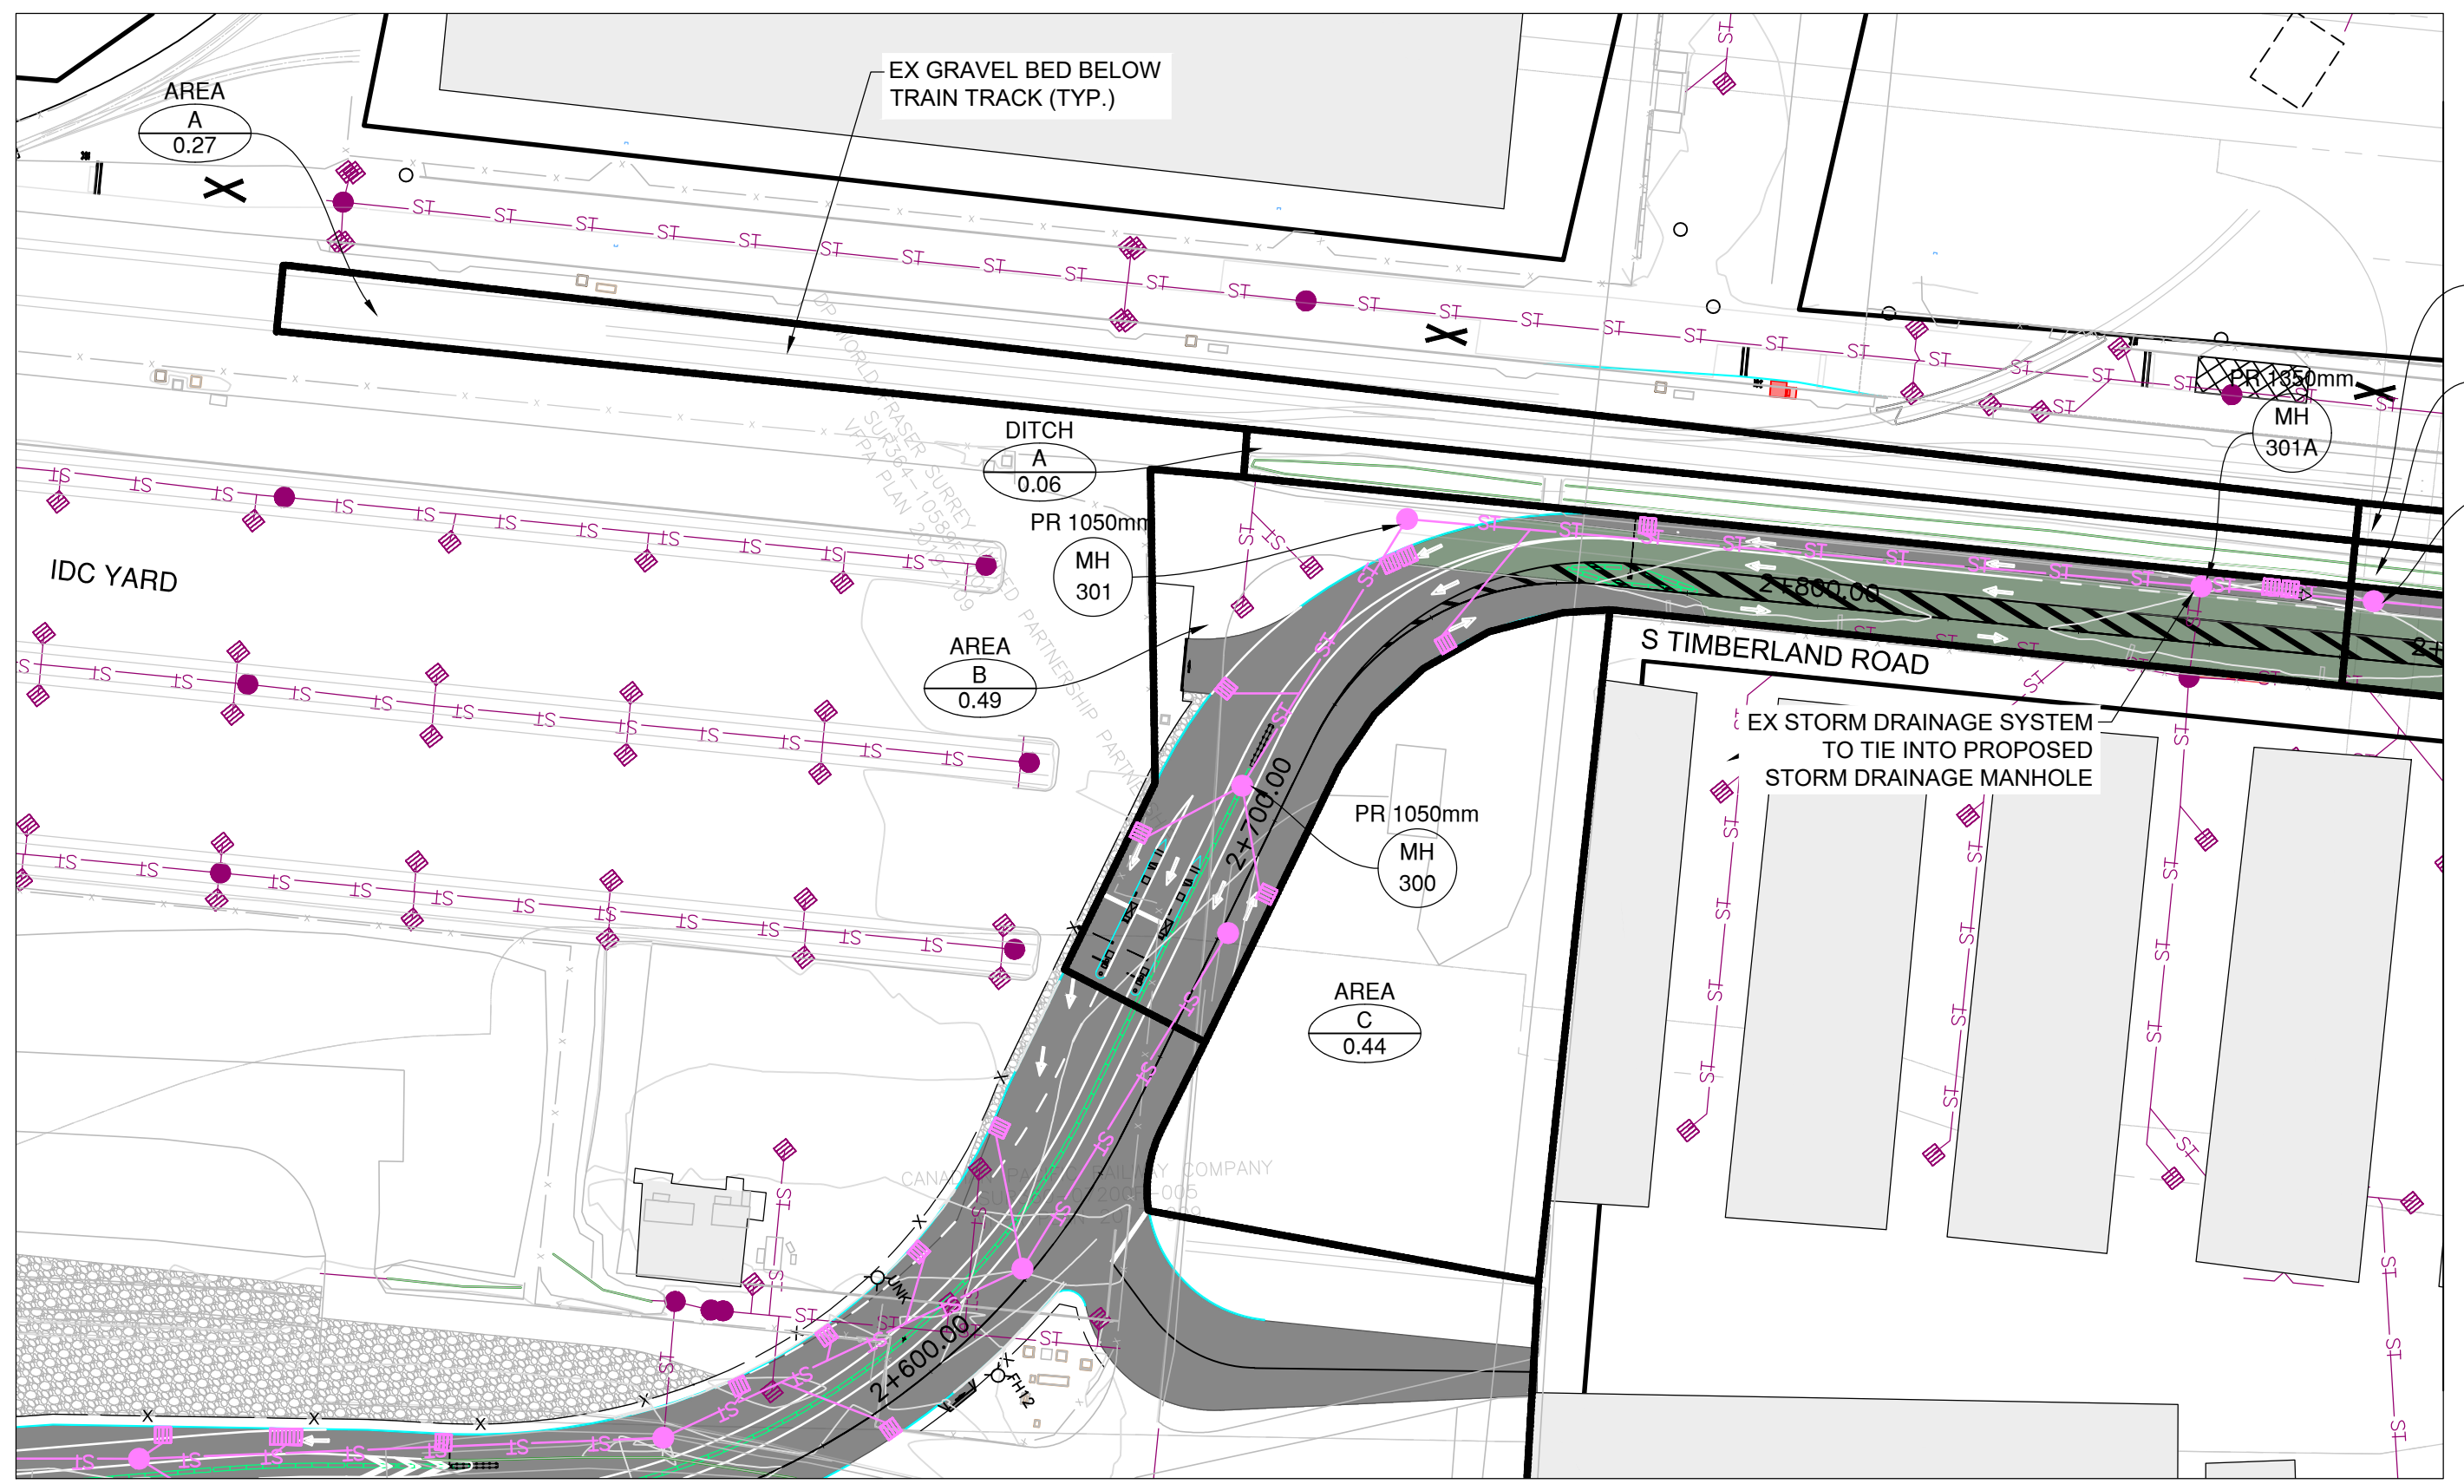 EX GRAVEL BED BELOW
TRAIN TRACK (TYP.)
AREA
A
0.27
PR 1350mm
MH
301A
DITCH
A
0.06
PR 1050mm
MH
301
IDC YARD
AREA
B
0.49
2+800.00
S TIMBERLAND ROAD
EX STORM DRAINAGE SYSTEM
TO TIE INTO PROPOSED
STORM DRAINAGE MANHOLE
2+700.00
PR 1050mm
MH
300
AREA
C
0.44
UNK
2+600.00
FH12
ST